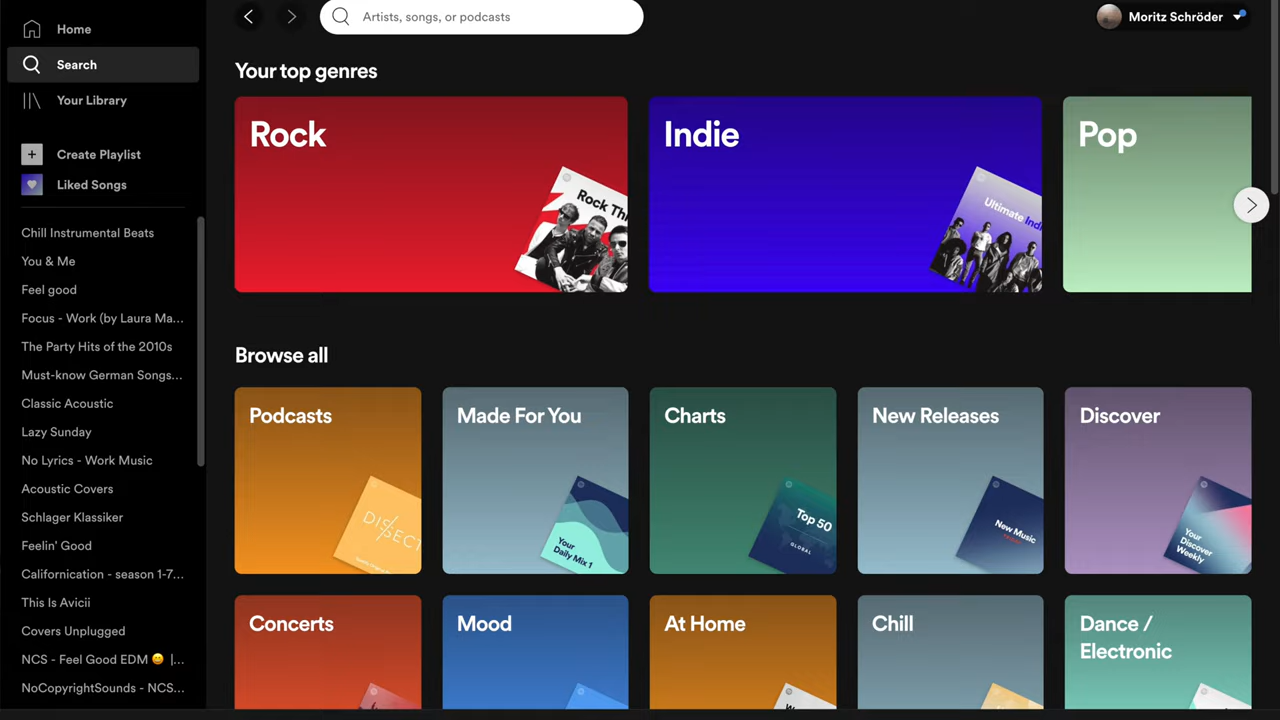 Home
Search
Your Library
Create Playlist
Liked Songs
Chill Instrumental Beats
You & Me
Feel good
Focus - Work (by Laura Ma...
The Party Hits of the 2010s
Must-know German Songs...
Classic Acoustic
Lazy Sunday
No Lyrics - Work Music
Acoustic Covers
Schlager Klassiker
Feelin' Good
Californication - season 1-7...
This Is Avicii
Covers Unplugged
NCS - Feel Good EDM 😊 |...
NoCopyrightSounds - NCS...
Artists, songs, or podcasts
Moritz Schröder
Your top genres
Rock
Rock Thi
Indie
Ultimate Indi
Pop
Browse all
Podcasts
DISSECT
Made For You
Your
Daily Mix 1
Charts
Top 50
GLOBAL
New Releases
New Music
Discover
Your
Discover
Weekly
Concerts
Mood
At Home
Chill
Dance /
Electronic